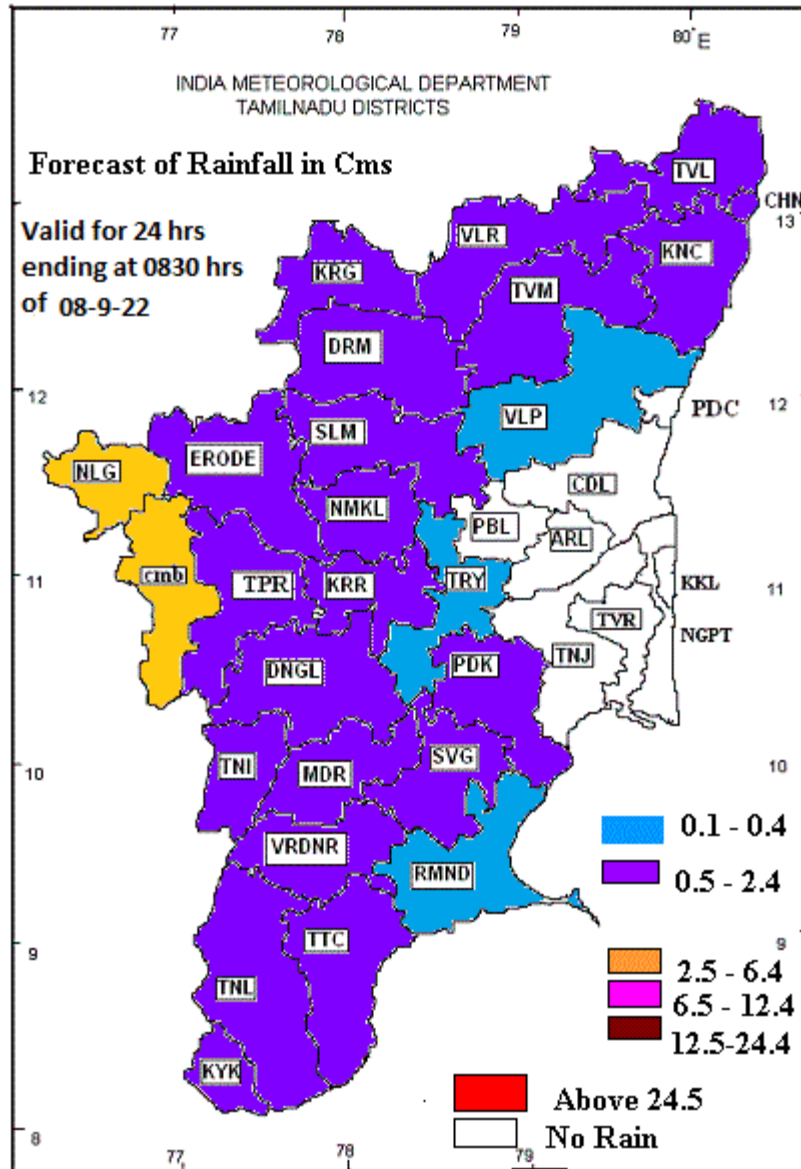 77 78 79 80°E
INDIA METEOROLOGICAL DEPARTMENT
TAMILNADU DISTRICTS
Forecast of Rainfall in Cms
Valid for 24 hrs
ending at 0830 hrs
of 08-9-22
TVL
CHN
13
VLR
KNC
KRG
TVM
DRM
12
12
PDC
VLP
SLM
ERODE
NLG
CDL
NMKL
PBL
ARL
11
cmb
TPR
KRR
TRY
KKL
11
TVR
NGPT
DNGL
PDK
TNJ
10
TNI
MDR
SVG
10
VRDNR
RMND
0.1 - 0.4
0.5 - 2.4
9
TTC
9
2.5 - 6.4
TNL
6.5 - 12.4
12.5-24.4
KYK
Above 24.5
8
No Rain
77 78 79